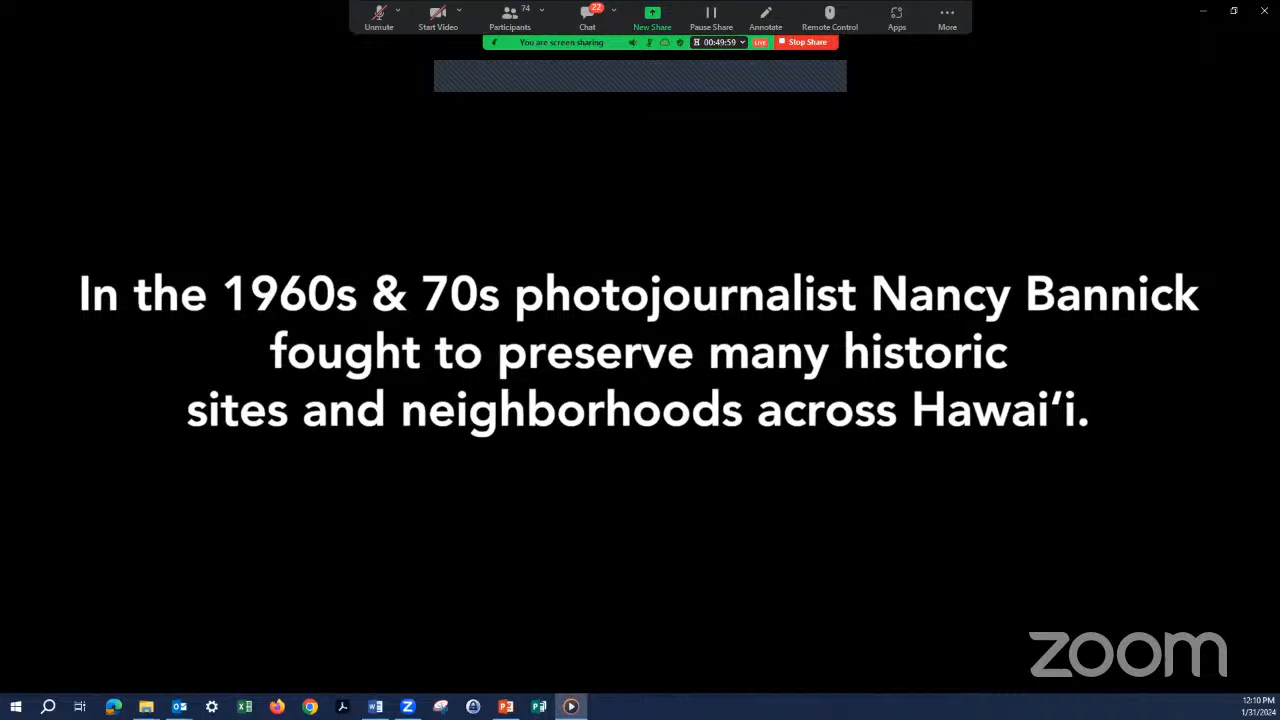 74
22
Unmute
Start Video
Participants
Chat
New Share
Pause Share
Annotate
Remote Control
Apps
More
You are screen sharing
00:49:59
LIVE
Stop Share
In the 1960s & 70s photojournalist Nancy Bannick
fought to preserve many historic
sites and neighborhoods across Hawaiʻi.
zoom
12:10 PM
1/31/2024